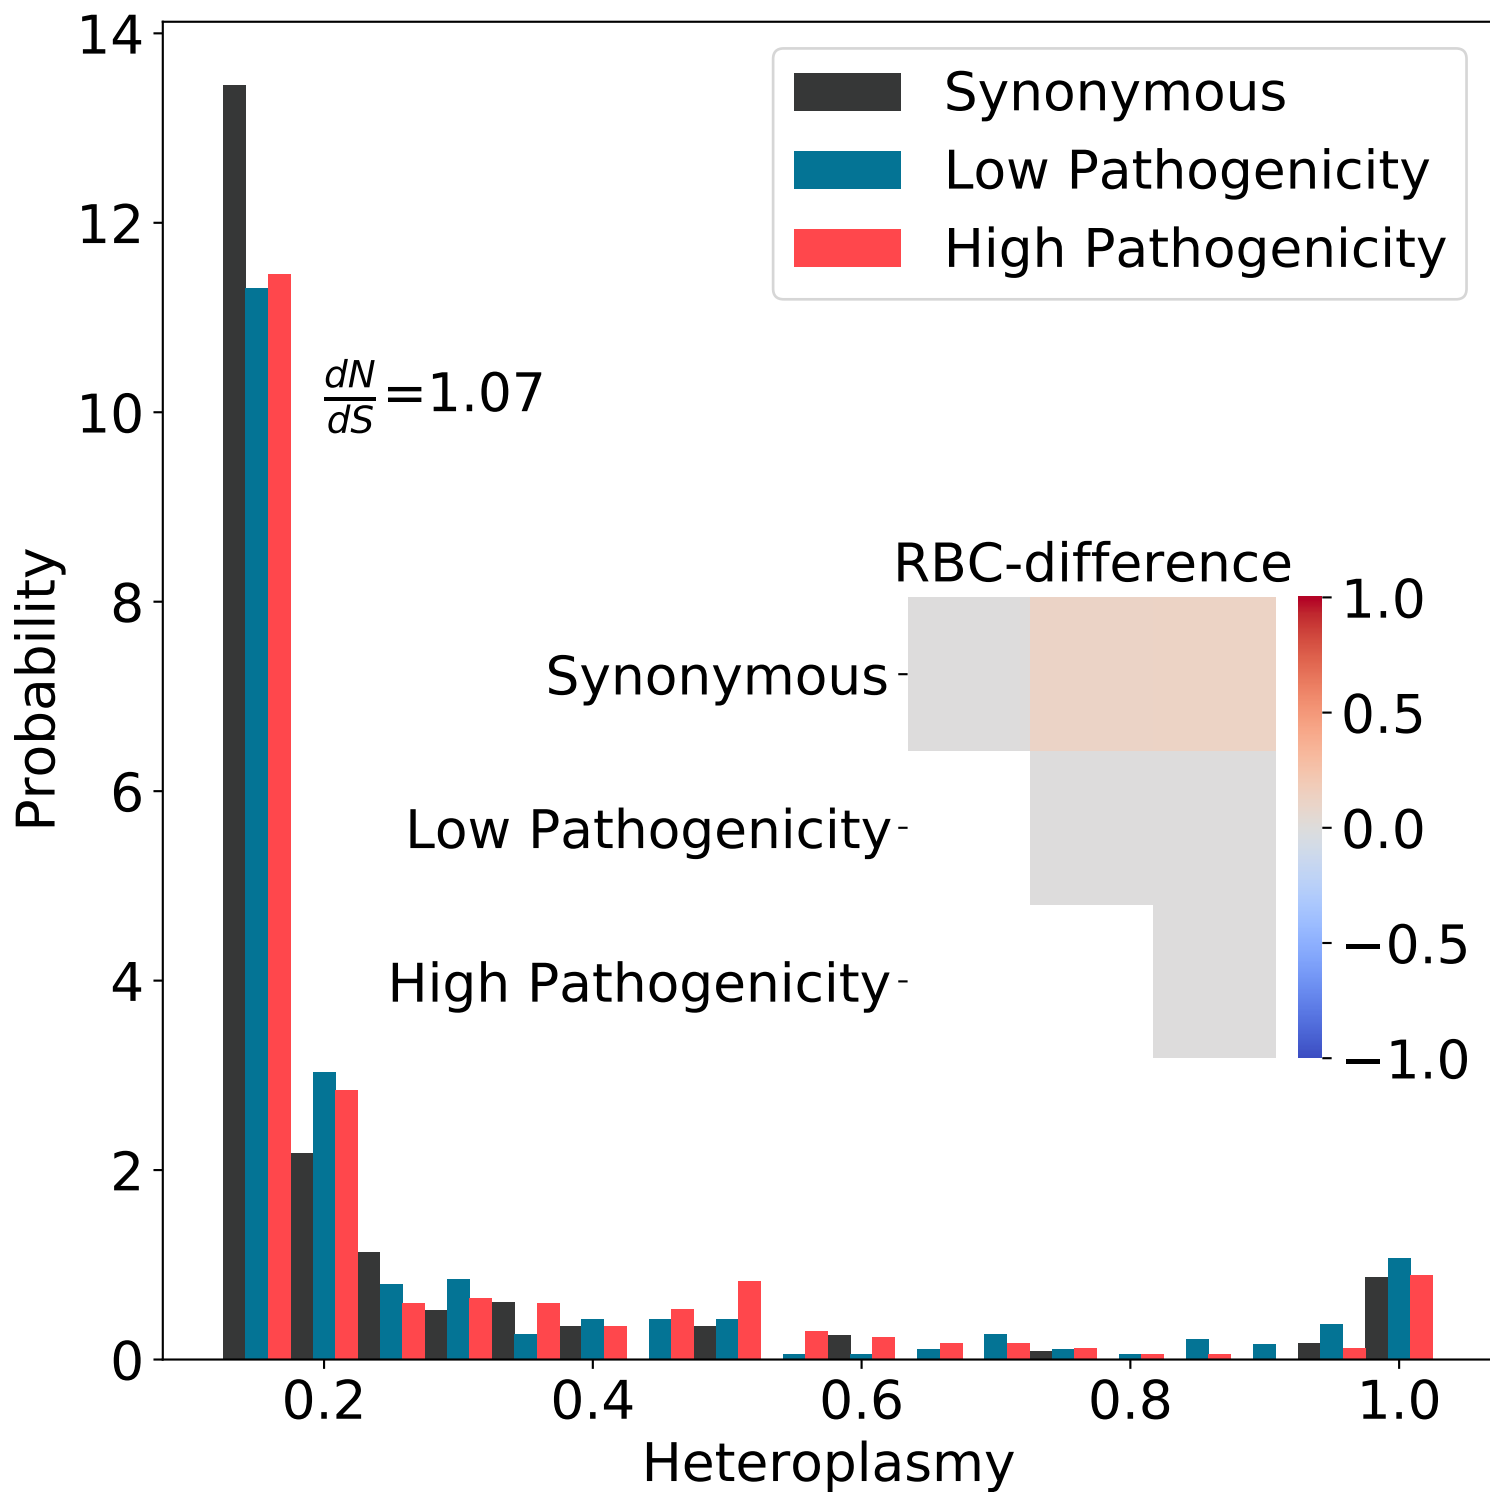 14
12
10
8
6
4
2
0
Probability
Synonymous
Low Pathogenicity
High Pathogenicity
dN
dS
=1.07
RBC-difference
Synonymous
Low Pathogenicity
High Pathogenicity
1.0
0.5
0.0
−0.5
−1.0
0.2 0.4 0.6 0.8 1.0
Heteroplasmy